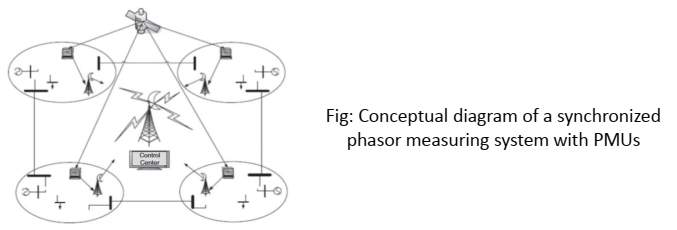 Control
Center
Fig: Conceptual diagram of a synchronized
phasor measuring system with PMUs